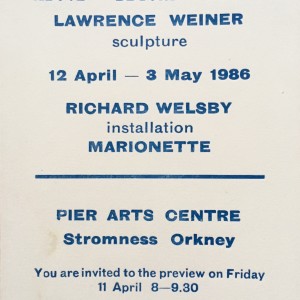 LAWRENCE WEINER
sculpture
12 April — 3 May 1986
RICHARD WELSBY
installation
MARIONETTE
PIER ARTS CENTRE
Stromness Orkney
You are invited to the preview on Friday
11 April 8—9.30